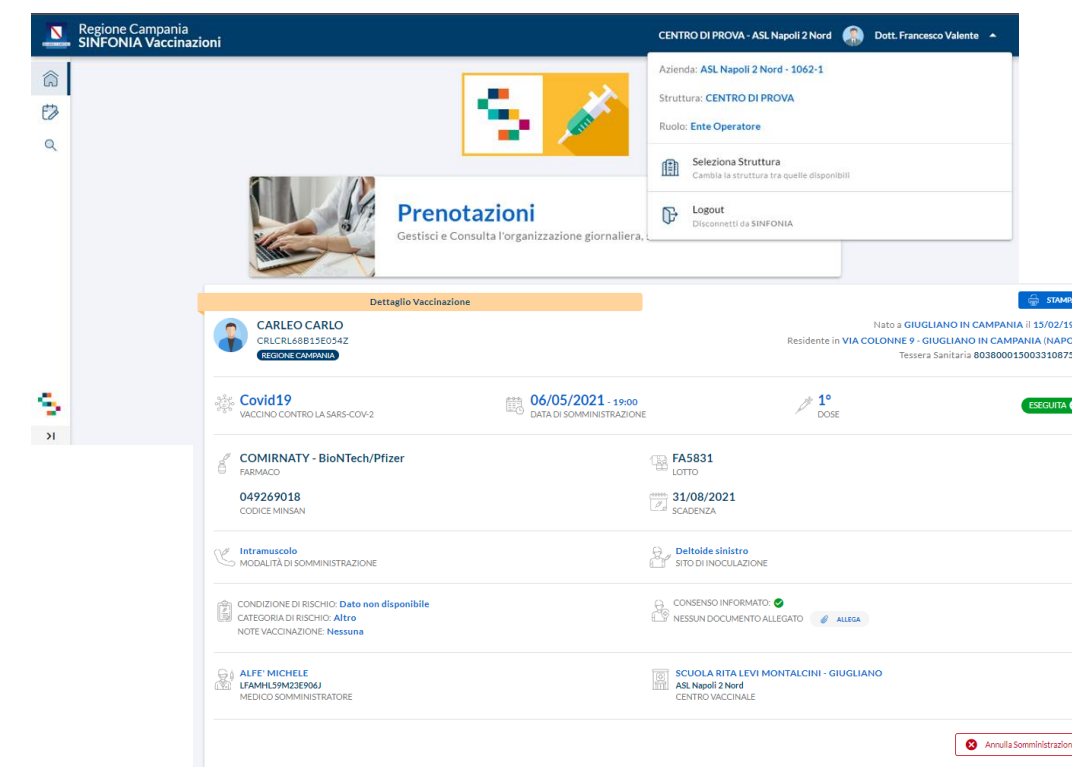 Regione Campania
SINFONIA Vaccinazioni
CENTRO DI PROVA - ASL Napoli 2 Nord
Dott. Francesco Valente
Azienda: ASL Napoli 2 Nord - 1062-1
Struttura: CENTRO DI PROVA
Ruolo: Ente Operatore
Seleziona Struttura
Cambia la struttura tra quelle disponibili
Logout
Disconnetti da SINFONIA
Prenotazioni
Gestisci e Consulta l'organizzazione giornaliera,
Dettaglio Vaccinazione
STAMP
CARLEO CARLO
CRLCRL68B15E054Z
REGIONE CAMPANIA
Nato a GIUGLIANO IN CAMPANIA il 15/02/19
Residente in VIA COLONNE 9 - GIUGLIANO IN CAMPANIA (NAPO
Tessera Sanitaria 803800015003310875
Covid19
VACCINO CONTRO LA SARS-COV-2
06/05/2021 - 19:00
DATA DI SOMMINISTRAZIONE
1°
DOSE
ESEGUITA
COMIRNATY - BioNTech/Pfizer
FARMACO
FA5831
LOTTO
049269018
CODICE MINSAN
31/08/2021
SCADENZA
Intramuscolo
MODALITÀ DI SOMMINISTRAZIONE
Deltoide sinistro
SITO DI INOCULAZIONE
CONDIZIONE DI RISCHIO: Dato non disponibile
CATEGORIA DI RISCHIO: Altro
NOTE VACCINAZIONE: Nessuna
CONSENSO INFORMATO:
NESSUN DOCUMENTO ALLEGATO
ALLEGA
ALFE' MICHELE
LFAMHL59M23E906J
MEDICO SOMMINISTRATORE
SCUOLA RITA LEVI MONTALCINI - GIUGLIANO
ASL Napoli 2 Nord
CENTRO VACCINALE
Annulla Somministrazion